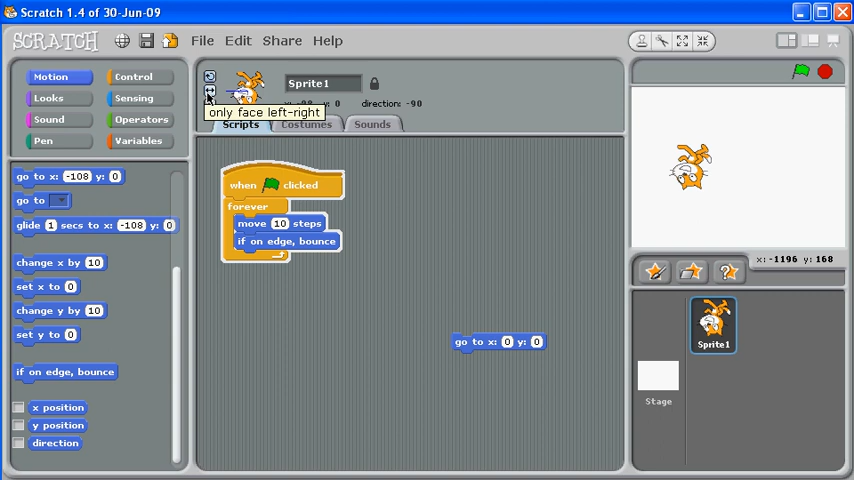 Scratch 1.4 of 30-Jun-09
SCRATCH File Edit Share Help
Motion Control
Looks Sensing
Sound Operators
Pen Variables
Sprite1
y: 0 direction: -90
only face left-right
Scripts Costumes Sounds
go to x: -108 y: 0
go to
glide 1 secs to x: -108 y: 0
change x by 10
set x to 0
change y by 10
set y to 0
if on edge, bounce
x position
y position
direction
when clicked
forever
move 10 steps
if on edge, bounce
go to x: 0 y: 0
x: -1196 y: 168
Sprite1
Stage